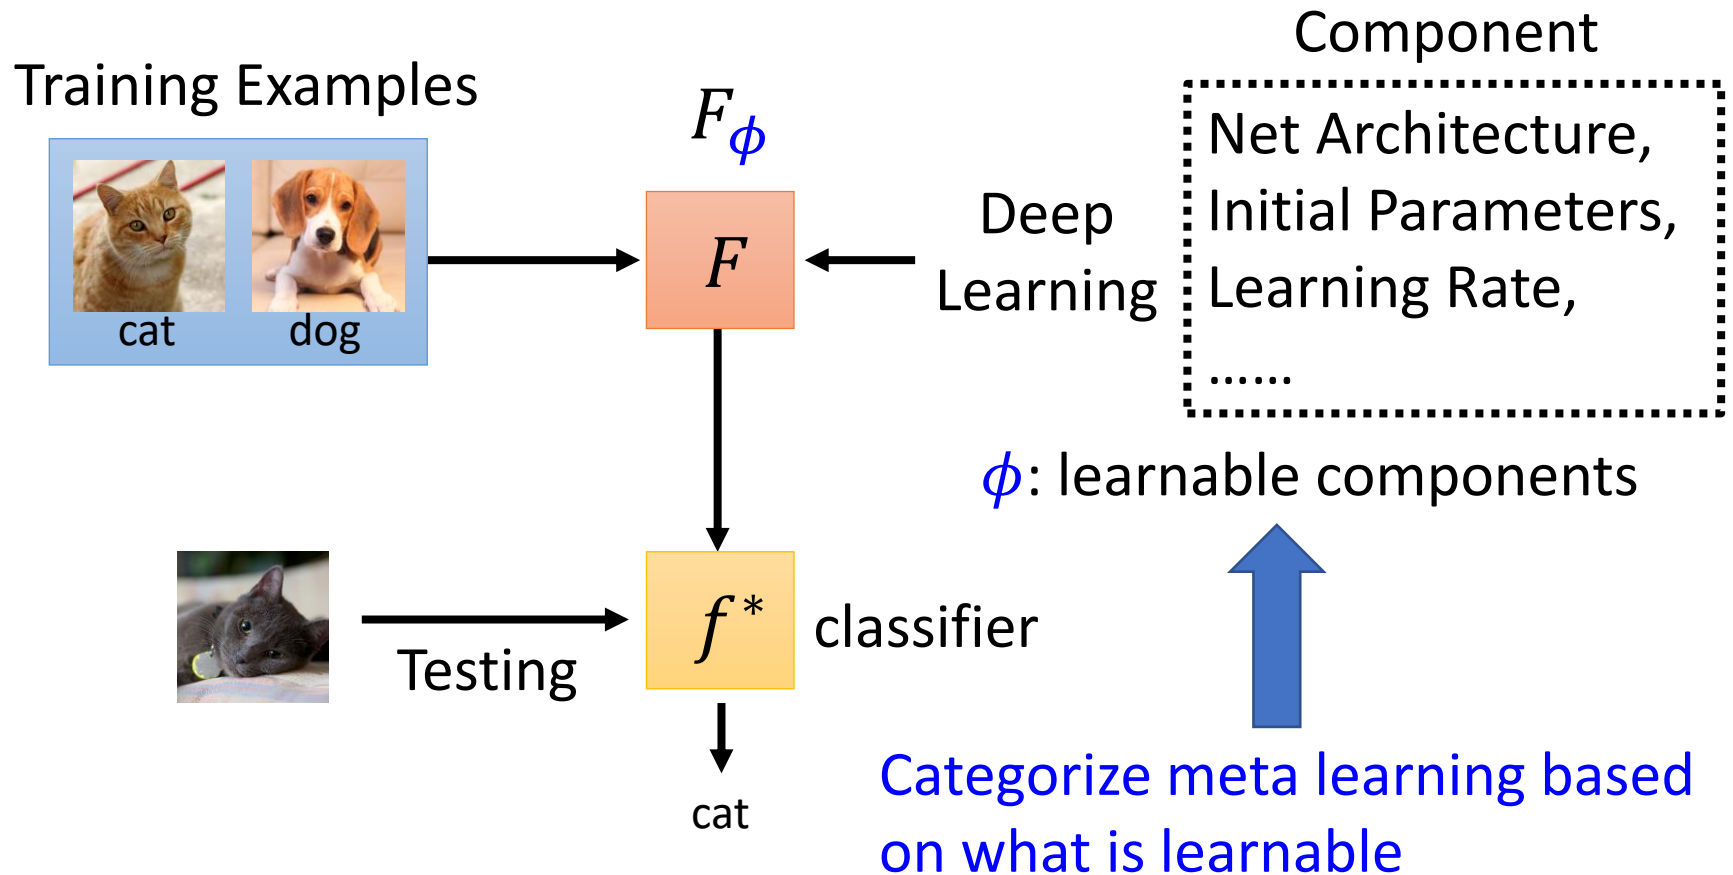 Training Examples
cat
dog
F_ϕ
F
Deep
Learning
Component
Net Architecture,
Initial Parameters,
Learning Rate,
......
ϕ: learnable components
Testing
f*
classifier
cat
Categorize meta learning based
on what is learnable